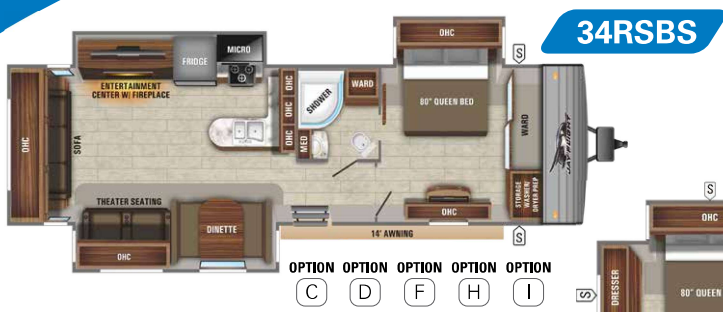 34RSBS
OHC
S
MICRO
FRIDGE
ENTERTAINMENT
CENTER W/ FIREPLACE
OHC
SOFA
OHC
OHC
OHC
SHOWER
WARD
MED
80" QUEEN BED
WARD
JAY FLIGHT
STORAGE
WASHER/
DRYER PREP
THEATER SEATING
DINETTE
OHC
OHC
14' AWNING
S
OPTION OPTION OPTION OPTION OPTION
C D F H I
S
OHC
S
DRESSER
80" QUEEN